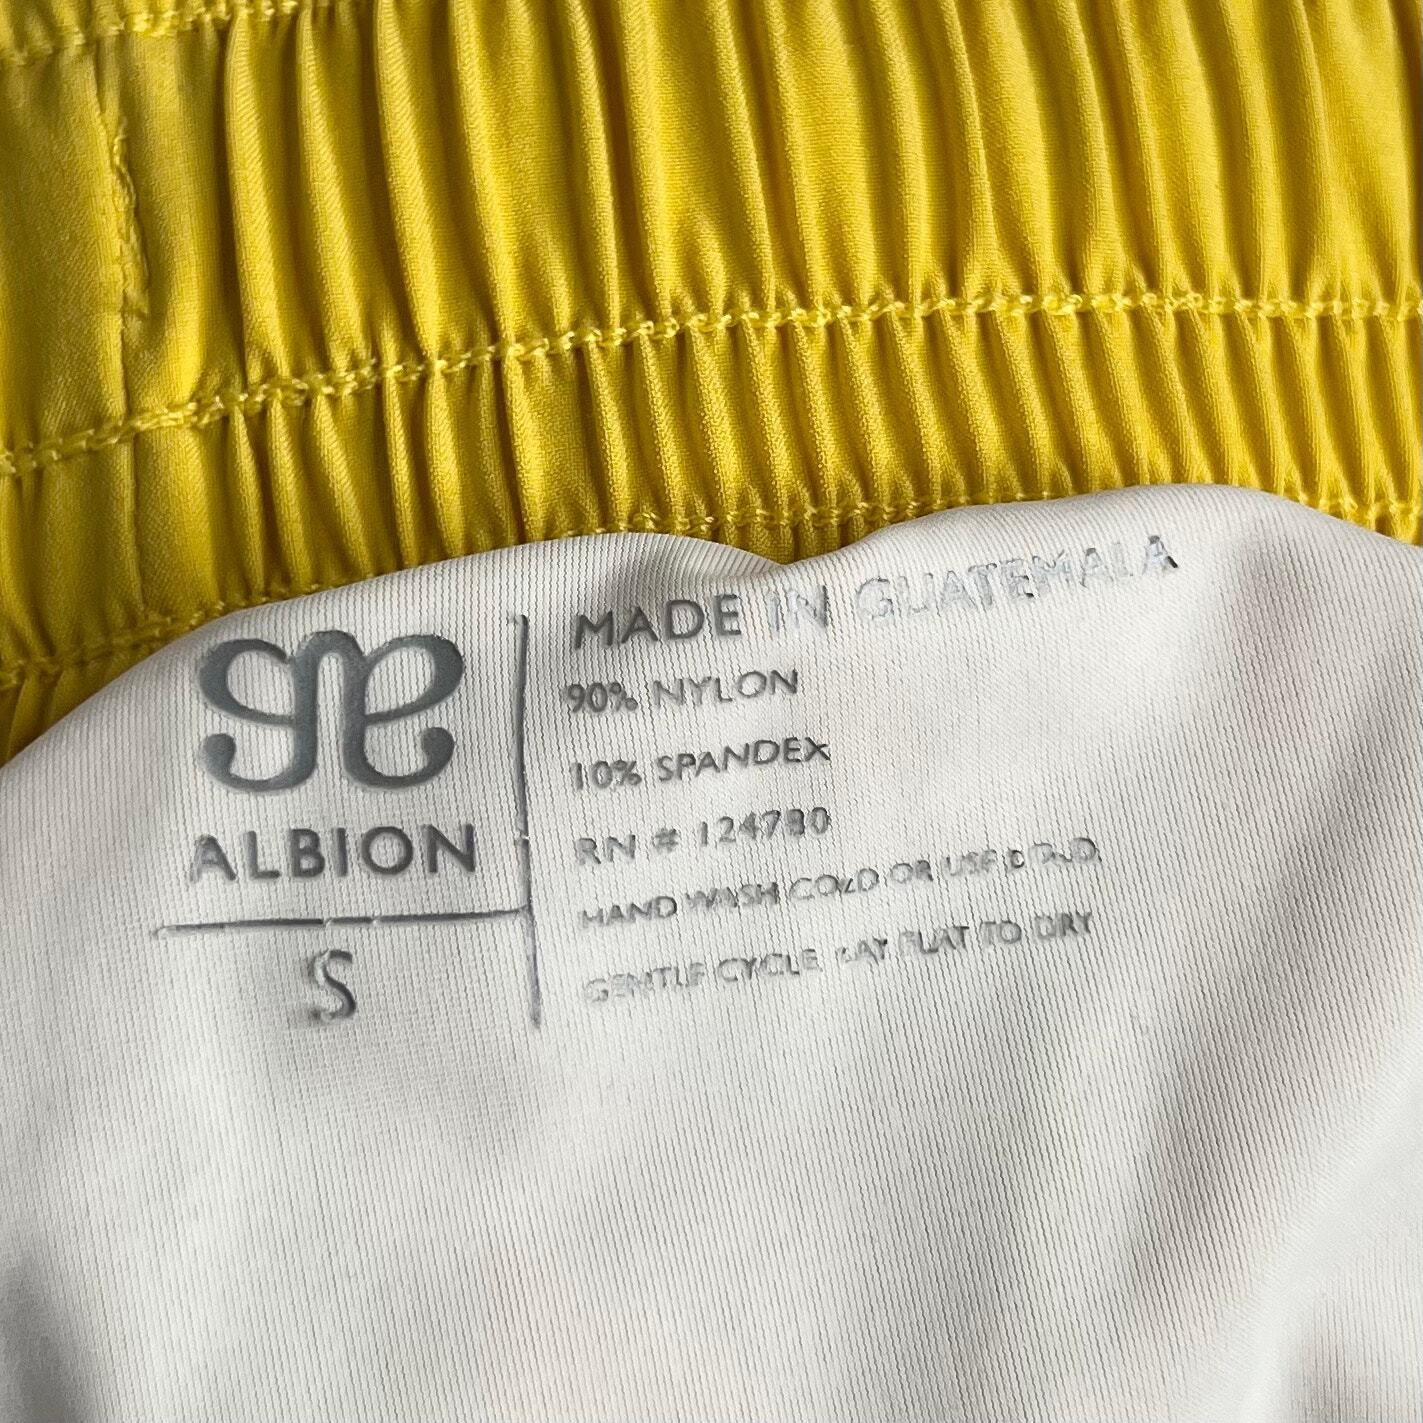 ALBION
S
MADE IN GUATEMALA
90% NYLON
10% SPANDEX
RN # 124780
HAND WASH COLD OR USE COLD,
GENTLE CYCLE LAY FLAT TO DRY